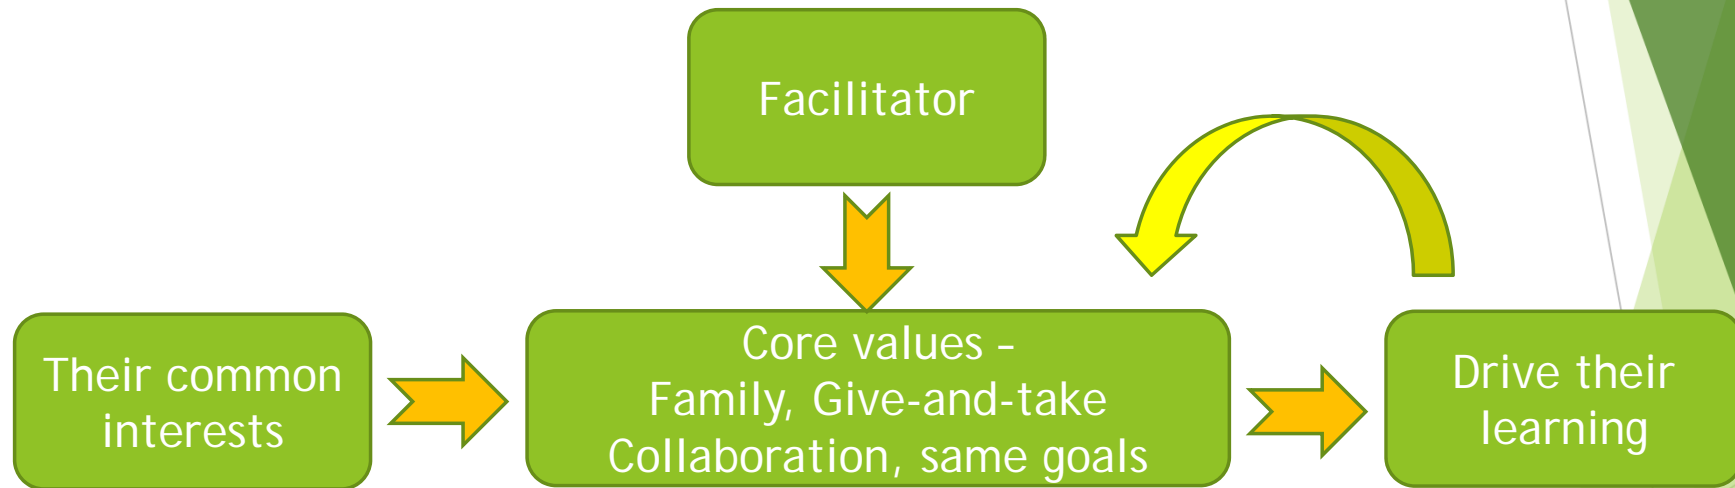 Facilitator
Their common
interests
Core values –
Family, Give-and-take
Collaboration, same goals
Drive their
learning